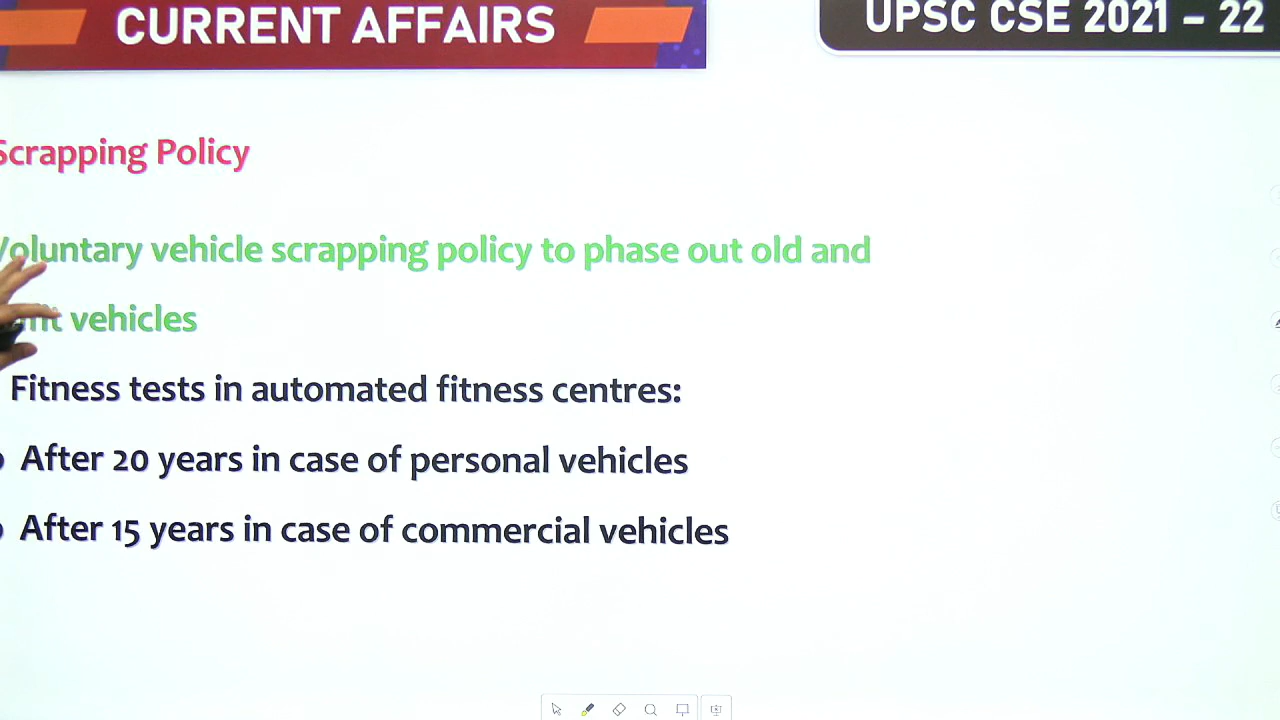 CURRENT AFFAIRS
UPSC CSE 2021 – 22
Scrapping Policy
Voluntary vehicle scrapping policy to phase out old and
vehicles
Fitness tests in automated fitness centres:
After 20 years in case of personal vehicles
After 15 years in case of commercial vehicles